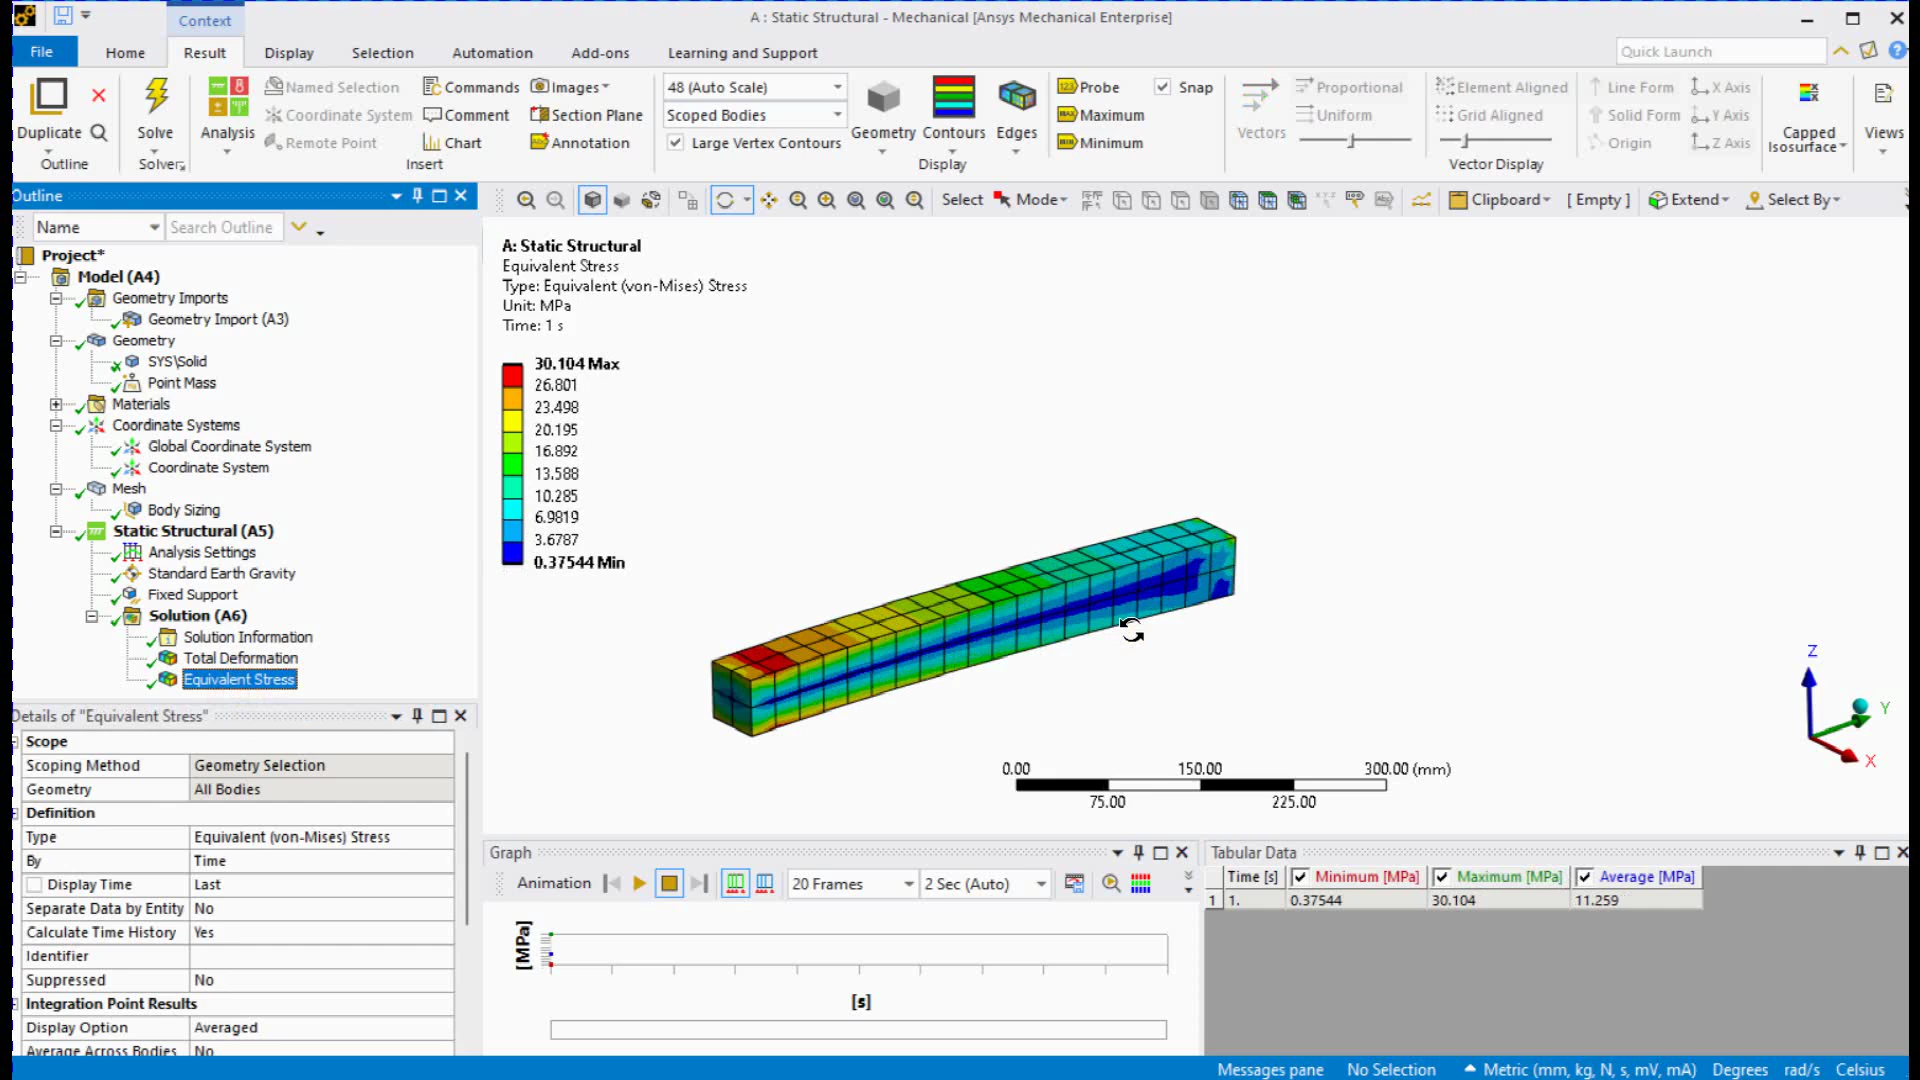 A : Static Structural - Mechanical [Ansys Mechanical Enterprise]
Context
File
Home
Result
Display
Selection
Automation
Add-ons
Learning and Support
Quick Launch
Duplicate
Outline
Solve
Solver
Analysis
Named Selection
Coordinate System
Remote Point
Commands
Comment
Chart
Images
Section Plane
Annotation
Insert
48 (Auto Scale)
Scoped Bodies
Large Vertex Contours
Geometry
Contours
Edges
Display
Probe
Maximum
Minimum
Snap
Vectors
Proportional
Uniform
Element Aligned
Grid Aligned
Line Form
Solid Form
Origin
X Axis
Y Axis
Z Axis
Vector Display
Capped
Isosurface
Views
Outline
Name
Search Outline
Select
Mode
Clipboard
[ Empty ]
Extend
Select By
Project*
Model (A4)
Geometry Imports
Geometry Import (A3)
Geometry
SYS\Solid
Point Mass
Materials
Coordinate Systems
Global Coordinate System
Coordinate System
Mesh
Body Sizing
Static Structural (A5)
Analysis Settings
Standard Earth Gravity
Fixed Support
Solution (A6)
Solution Information
Total Deformation
Equivalent Stress
A: Static Structural
Equivalent Stress
Type: Equivalent (von-Mises) Stress
Unit: MPa
Time: 1 s
30.104 Max
26.801
23.498
20.195
16.892
13.588
10.285
6.9819
3.6787
0.37544 Min
0.00
150.00
300.00 (mm)
75.00
225.00
Z
Y
X
Details of "Equivalent Stress"
Scope
Scoping Method
Geometry Selection
Geometry
All Bodies
Definition
Type
Equivalent (von-Mises) Stress
By
Time
Display Time
Last
Separate Data by Entity
No
Calculate Time History
Yes
Identifier
Suppressed
No
Integration Point Results
Display Option
Averaged
Average Across Bodies
No
Graph
Animation
20 Frames
2 Sec (Auto)
[MPa]
[s]
Tabular Data
Time [s]
Minimum [MPa]
Maximum [MPa]
Average [MPa]
1
1.
0.37544
30.104
11.259
Messages pane
No Selection
Metric (mm, kg, N, s, mV, mA)
Degrees
rad/s
Celsius